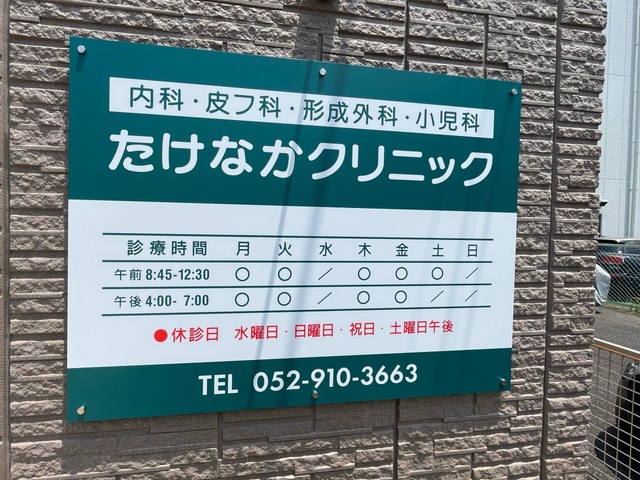 内科・皮フ科・形成外科・小児科
たけなかクリニック
診療時間 月 火 水 木 金 土 日
午前 8:45-12:30 ○ ○ ／ ○ ○ ○ ／
午後 4:00- 7:00 ○ ○ ／ ○ ○ ／ ／
●休診日 水曜日・日曜日・祝日・土曜日午後
TEL 052-910-3663